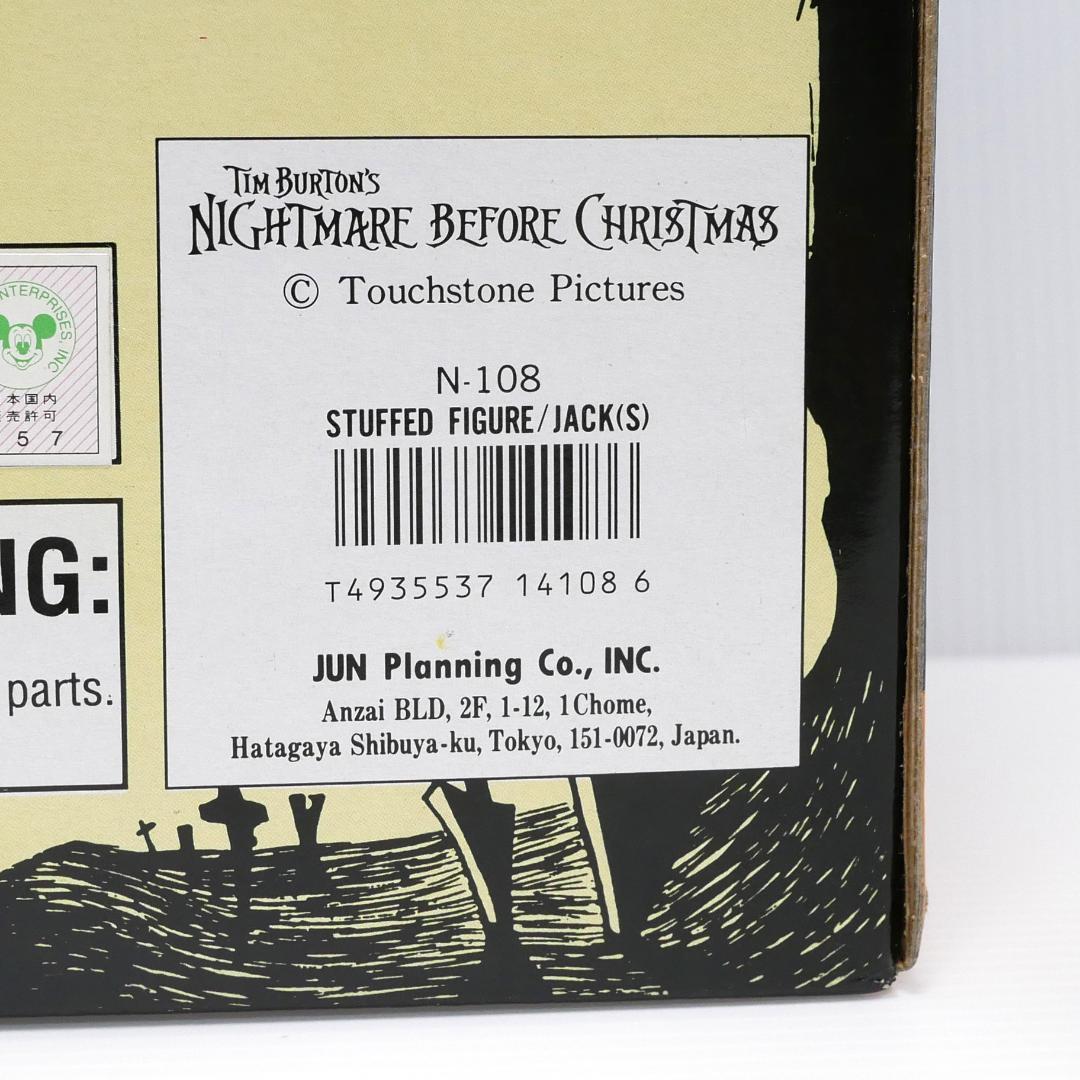 TIM BURTON'S
NIGHTMARE BEFORE CHRISTMAS
© Touchstone Pictures
N-108
STUFFED FIGURE/JACK(S)
T4935537 14108 6
JUN Planning Co., INC.
Anzai BLD, 2F, 1-12, 1Chome,
Hatagaya Shibuya-ku, Tokyo, 151-0072, Japan.
NTERPRISES, INC
本国内
売許可
5 7
NG:
parts.